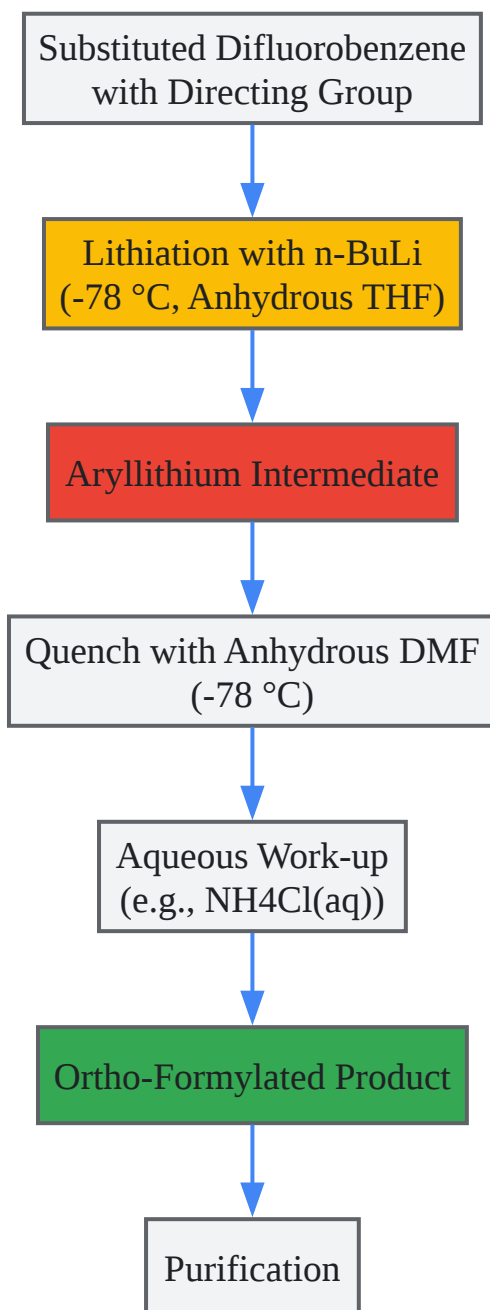 Substituted Difluorobenzene
with Directing Group
Lithiation with n-BuLi
(-78 °C, Anhydrous THF)
Aryllithium Intermediate
Quench with Anhydrous DMF
(-78 °C)
Aqueous Work-up
(e.g., NH4Cl(aq))
Ortho-Formylated Product
Purification